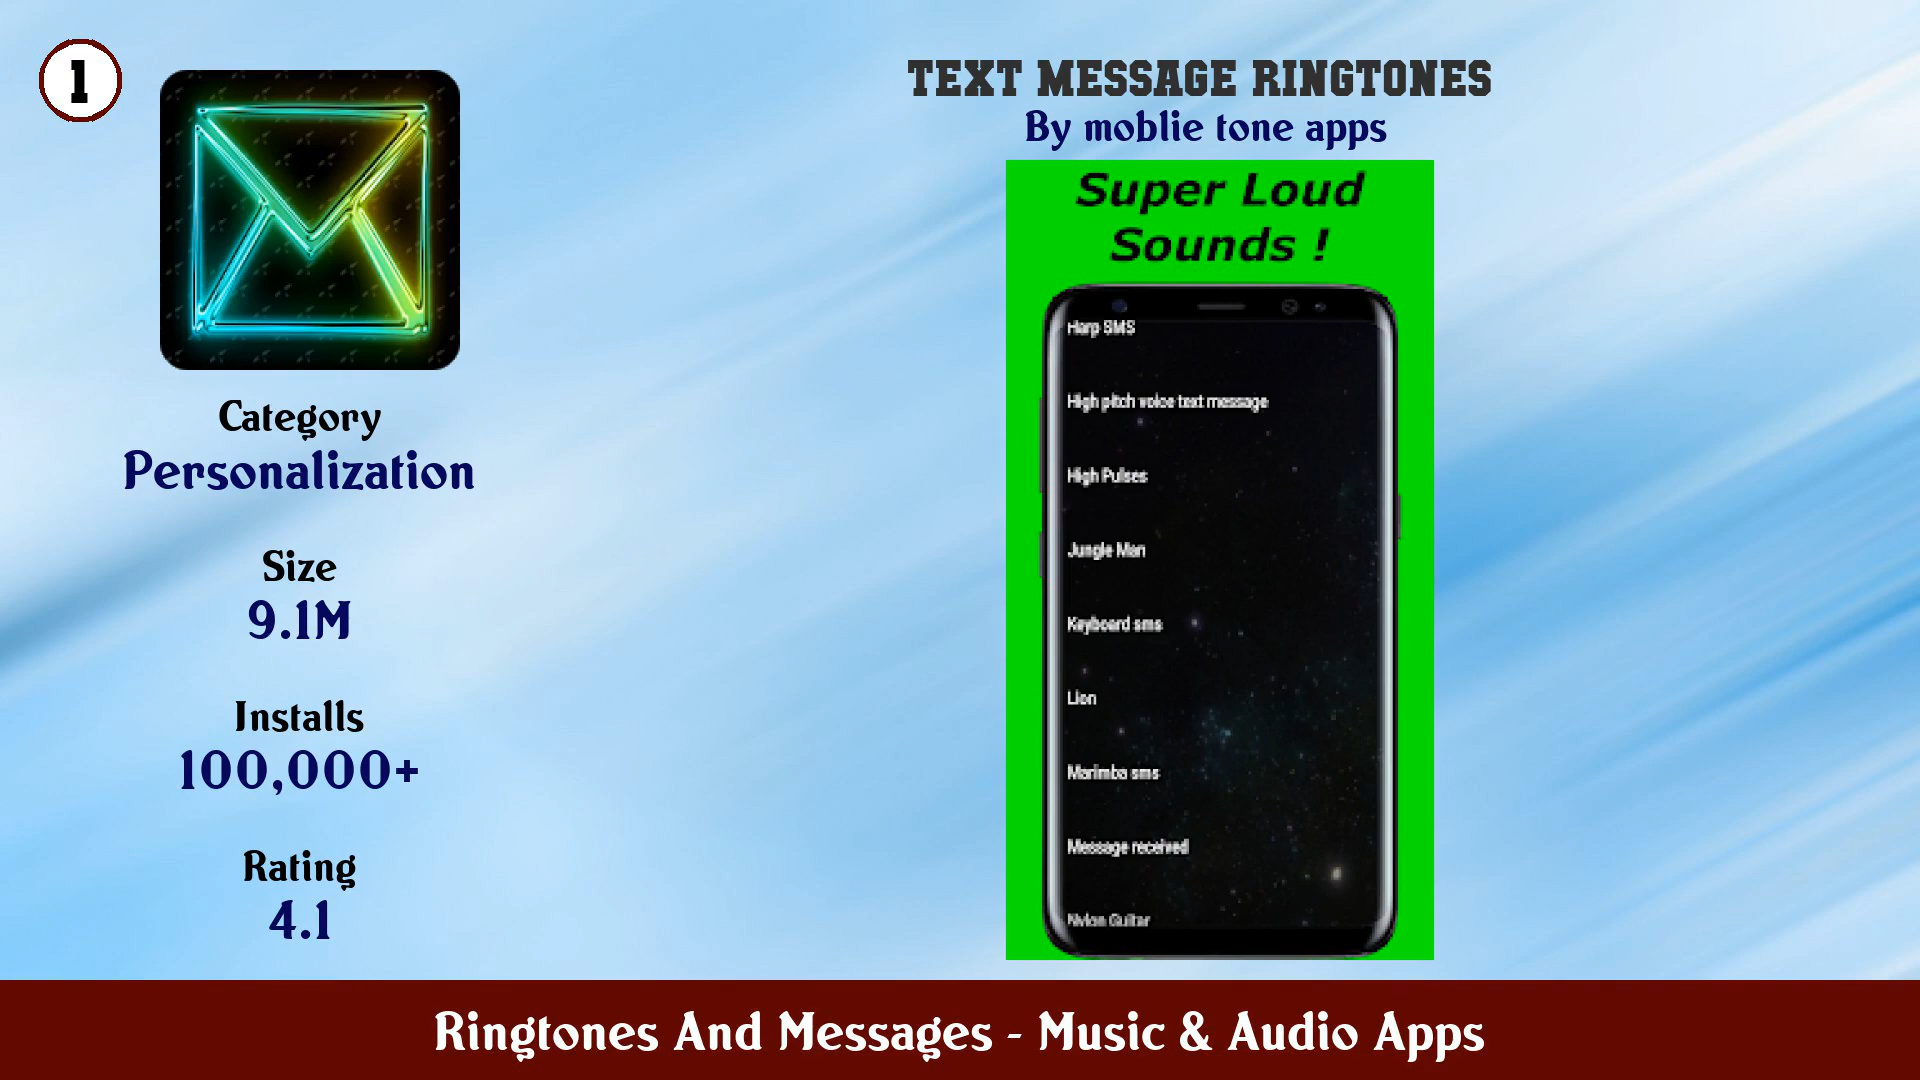 1
TEXT MESSAGE RINGTONES
By moblie tone apps
Super Loud
Sounds !
Harp SMS
High pitch voice text message
High Pulses
Jungle Man
Keyboard sms
Lion
Marimba sms
Message received
Nylon Guitar
Category
Personalization
Size
9.1M
Installs
100,000+
Rating
4.1
Ringtones And Messages - Music & Audio Apps